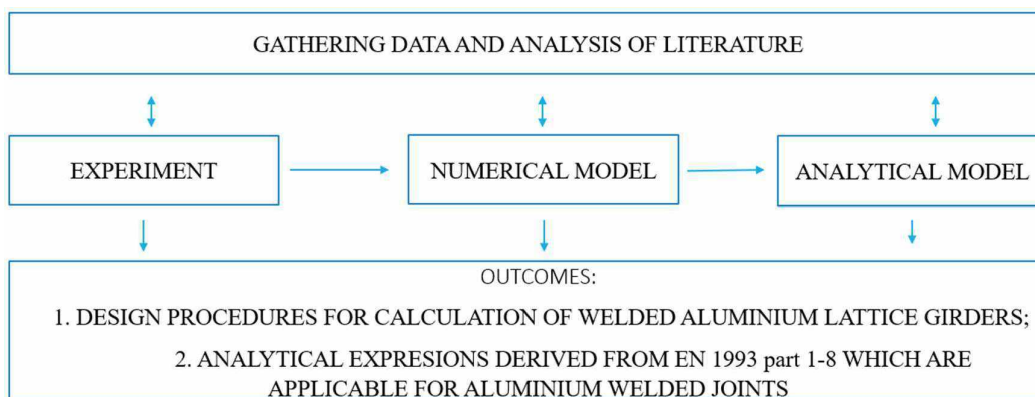 GATHERING DATA AND ANALYSIS OF LITERATURE
EXPERIMENT
NUMERICAL MODEL
ANALYTICAL MODEL
OUTCOMES:
1. DESIGN PROCEDURES FOR CALCULATION OF WELDED ALUMINIUM LATTICE GIRDERS;
2. ANALYTICAL EXPRESIONS DERIVED FROM EN 1993 part 1-8 WHICH ARE
APPLICABLE FOR ALUMINIUM WELDED JOINTS